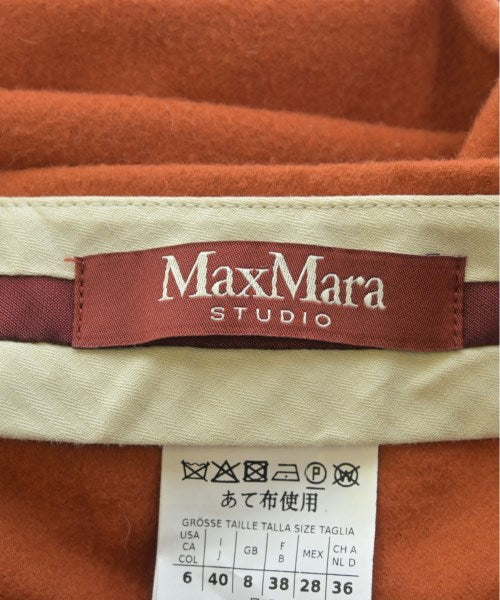 MaxMara
STUDIO
P W
あて布使用
GRÖSSE TAILLE TALLA SIZE TAGLIA
USA CA COL I J GB F B MEX CH A NL D
6 40 8 38 28 36